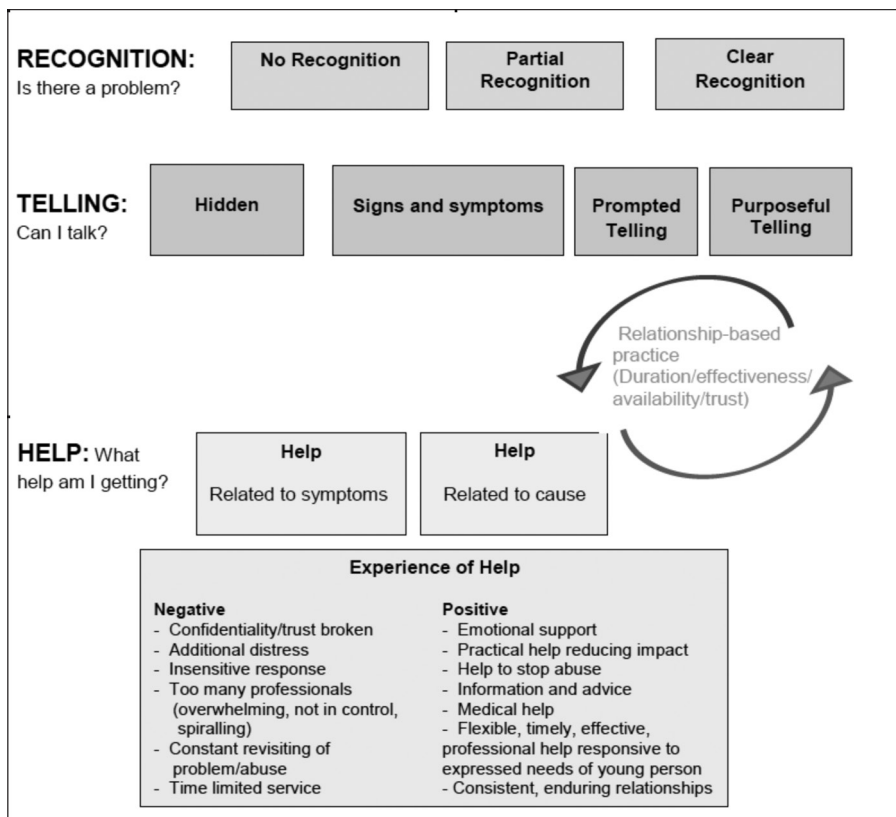 RECOGNITION:
Is there a problem?
No Recognition
Partial
Recognition
Clear
Recognition
TELLING:
Can I talk?
Hidden
Signs and symptoms
Prompted
Telling
Purposeful
Telling
Relationship-based
practice
(Duration/effectiveness/
availability/trust)
HELP: What
help am I getting?
Help
Related to symptoms
Help
Related to cause
Experience of Help
Negative
- Confidentiality/trust broken
- Additional distress
- Insensitive response
- Too many professionals
(overwhelming, not in control,
spiralling)
- Constant revisiting of
problem/abuse
- Time limited service
Positive
- Emotional support
- Practical help reducing impact
- Help to stop abuse
- Information and advice
- Medical help
- Flexible, timely, effective,
professional help responsive to
expressed needs of young person
- Consistent, enduring relationships